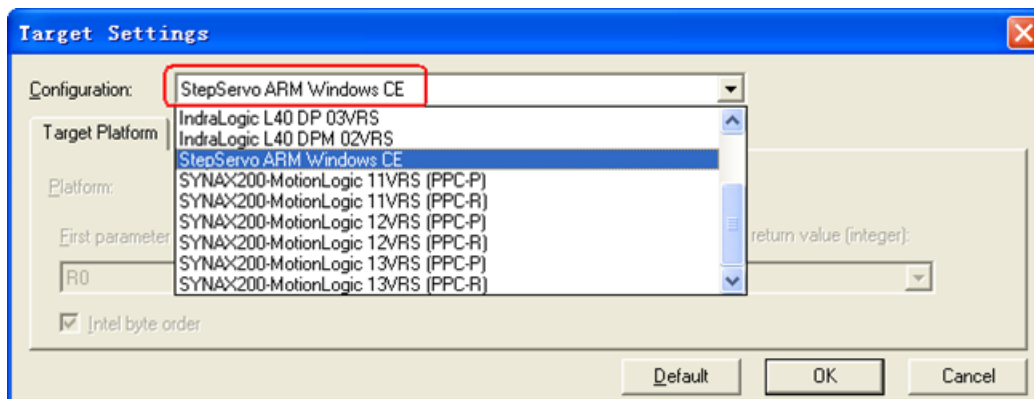 Target Settings
Configuration: StepServo ARM Windows CE
IndraLogic L40 DP 03VRS
Target Platform IndraLogic L40 DPM 02VRS
StepServo ARM Windows CE
Platform: SYNAX200-MotionLogic 11VRS (PPC-P)
SYNAX200-MotionLogic 11VRS (PPC-R)
SYNAX200-MotionLogic 12VRS (PPC-P)
First parameter SYNAX200-MotionLogic 12VRS (PPC-R) return value (integer):
SYNAX200-MotionLogic 13VRS (PPC-P)
R0 SYNAX200-MotionLogic 13VRS (PPC-R)
Intel byte order
Default OK Cancel